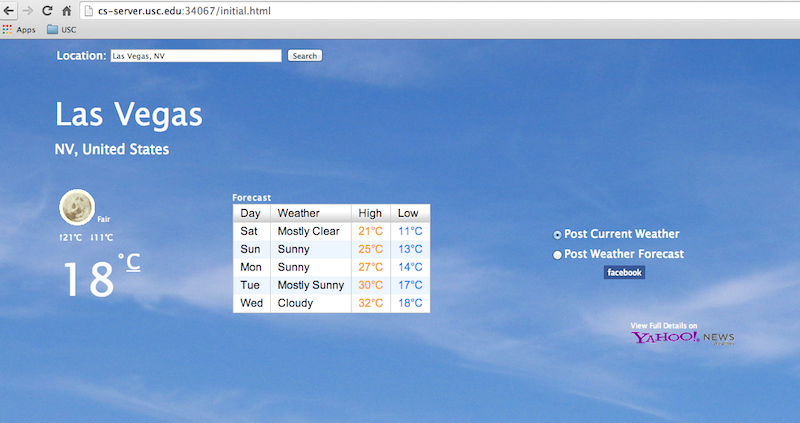 cs-server.usc.edu:34067/initial.html
Apps USC
Location: Las Vegas, NV Search
Las Vegas
NV, United States
Fair
↑21℃ ↓11℃
18°C
Forecast
Day Weather High Low
Sat Mostly Clear 21°C 11°C
Sun Sunny 25°C 13°C
Mon Sunny 27°C 14°C
Tue Mostly Sunny 30°C 17°C
Wed Cloudy 32°C 18°C
Post Current Weather
Post Weather Forecast
facebook
View Full Details on
YAHOO! NEWS